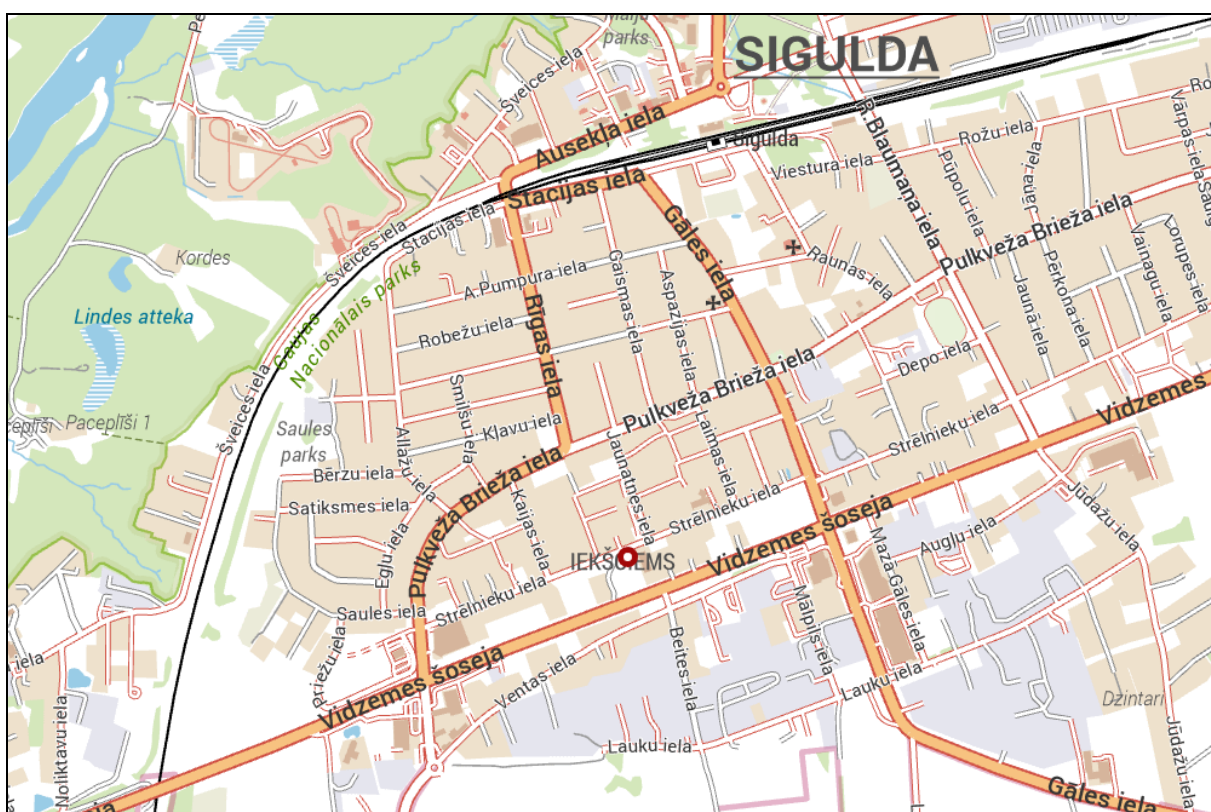 Maiju
parks
SIGULDA
Šveices iela
Ausekļa iela
Sigulda
Stacijas iela
R.Blaumaņa iela
Rožu iela
Viestura iela
Pūpolu iela
Vārpas iela
Stacijas iela
Šveices iela
Kordes
Gaujas
Nacionālais parks
Lindes atteka
A.Pumpura iela
Gaismas iela
Gāles iela
Raunas iela
Pulkveža Brieža iela
Jaunā iela
Pērkona iela
Vainagu iela
Robežu iela
Rīgas iela
Aspazijas iela
Depo iela
Pulkveža Brieža iela
Smilšu iela
Kļavu iela
Paceplīši 1
Šveices iela
Saules
parks
Allažu iela
Jaunatnes iela
Laimas iela
Strēlnieku iela
Vidzemes
Bērzu iela
Pulkveža Brieža iela
Satiksmes iela
Kaijas iela
Strēlnieku iela
Jūdažu iela
Egļu iela
Vidzemes šoseja
Augļu iela
Maza Gāles iela
Saules iela
Strēlnieku iela
Mālpils iela
Beites iela
Priežu iela
Vidzemes šoseja
Ventas iela
Lauku iela
Dzintari
iela
Noliktavu iela
Lauku iela
Jūdažu iela
Gāles iela